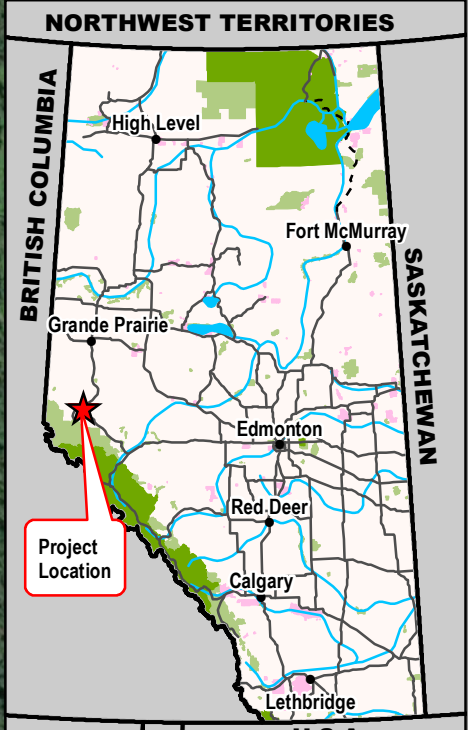 NORTHWEST TERRITORIES
BRITISH COLUMBIA
High Level
Fort McMurray
SASKATCHEWAN
Grande Prairie
Edmonton
Red Deer
Project
Location
Calgary
Lethbridge